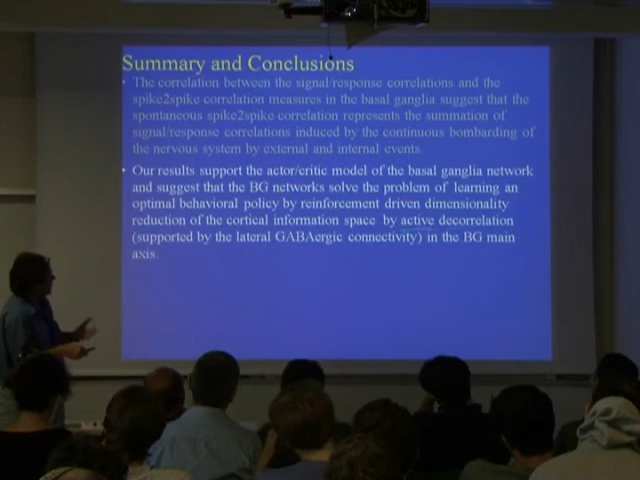 Summary and Conclusions
• The correlation between the signal/response correlations and the
spike2spike correlation measures in the basal ganglia suggest that the
spontaneous spike2spike correlation represents the summation of
signal/response correlations induced by the continuous bombarding of
the nervous system by external and internal events.
• Our results support the actor/critic model of the basal ganglia network
and suggest that the BG networks solve the problem of learning an
optimal behavioral policy by reinforcement driven dimensionality
reduction of the cortical information space by active decorrelation
(supported by the lateral GABAergic connectivity) in the BG main
axis.